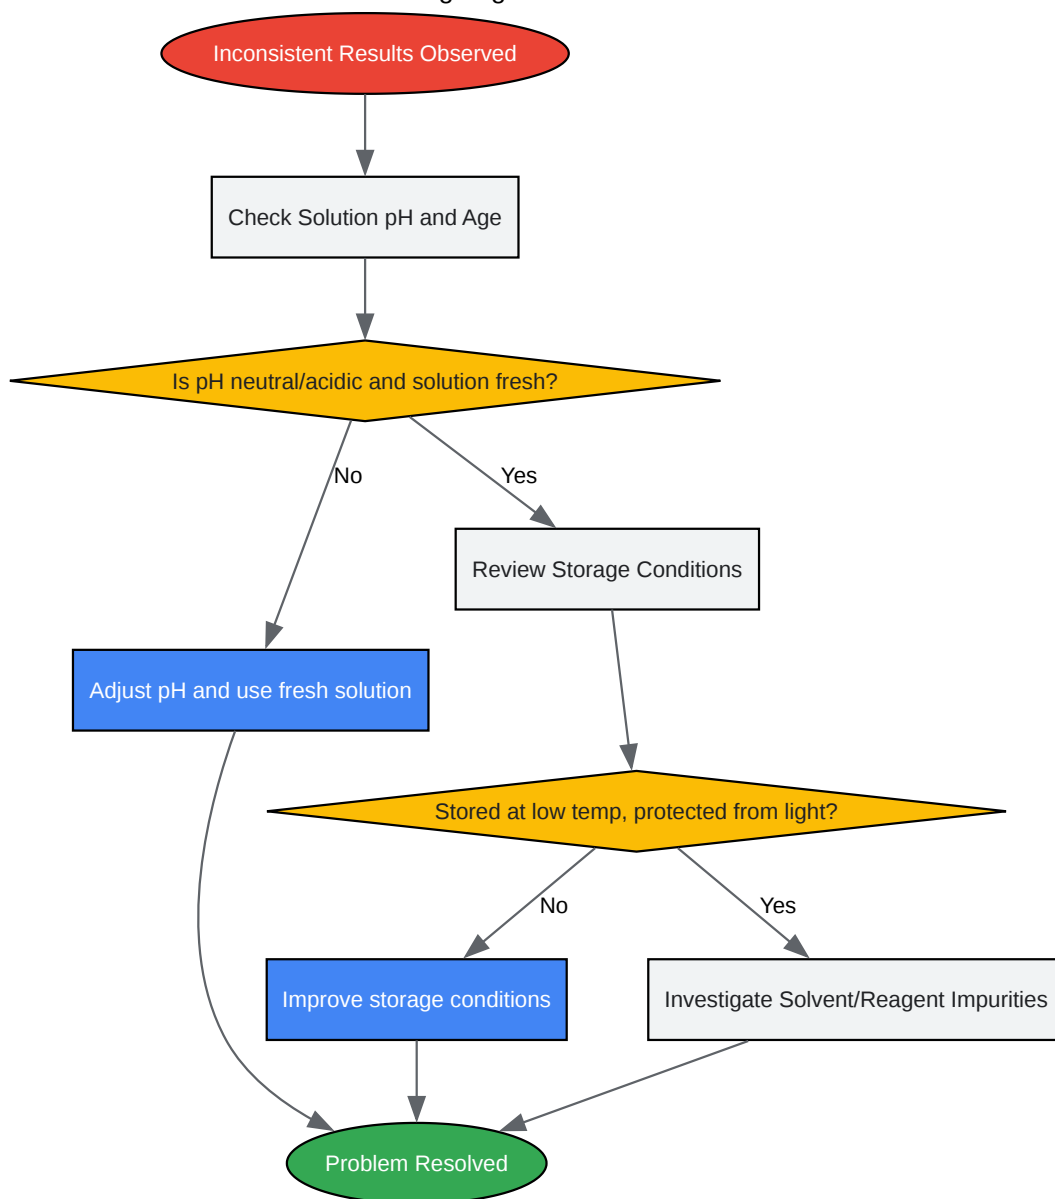 Inconsistent Results Observed
Check Solution pH and Age
Is pH neutral/acidic and solution fresh?
No
Yes
Review Storage Conditions
Adjust pH and use fresh solution
Stored at low temp, protected from light?
No
Yes
Improve storage conditions
Investigate Solvent/Reagent Impurities
Problem Resolved